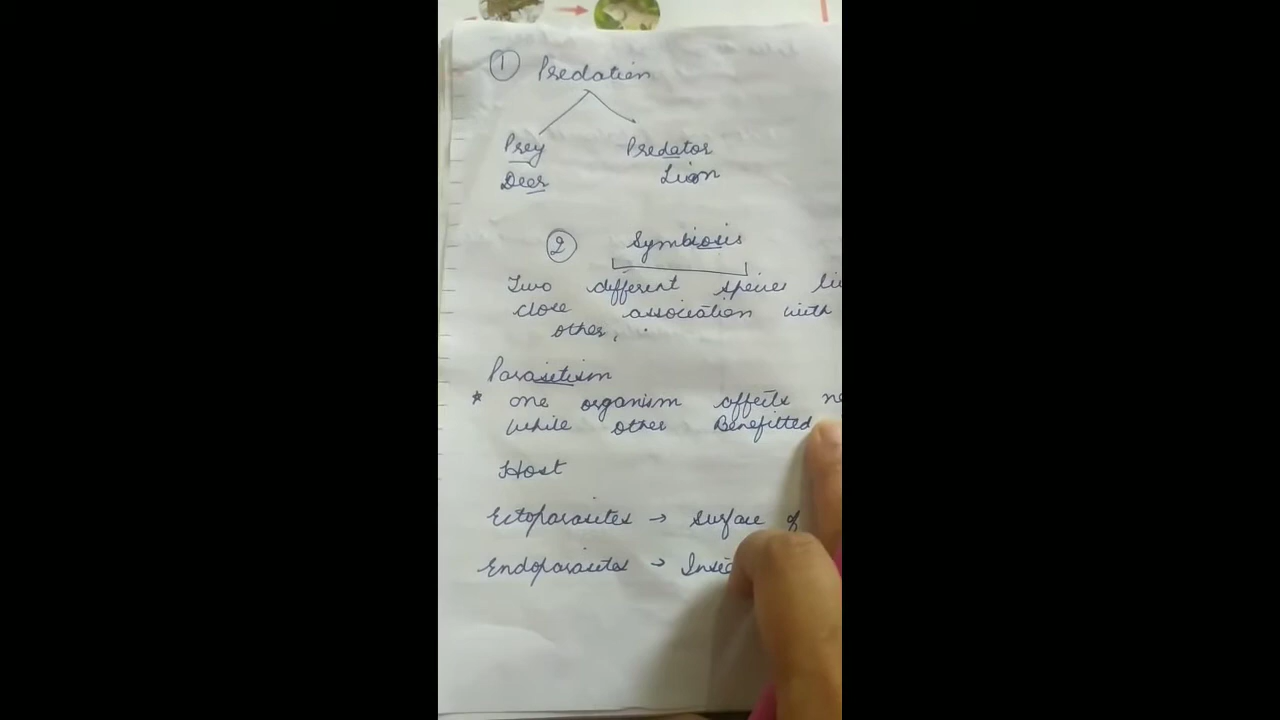 1 Predation
Prey Predator
Deer Lion
2 Symbiosis
Two different species
close association with
other,
Parasitism
* one organism affects
while other Benefitted
Host
Ectoparasites → Surface of
Endoparasites →